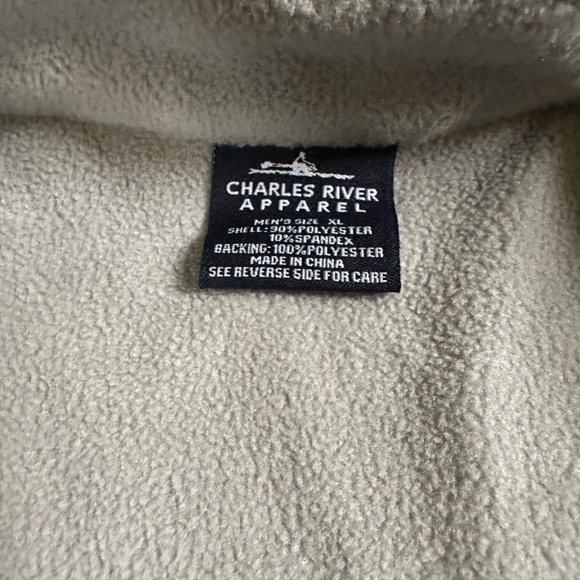 CHARLES RIVER
APPAREL
MEN'S SIZE XL
SHELL: 90%POLYESTER
10%SPANDEX
BACKING: 100%POLYESTER
MADE IN CHINA
SEE REVERSE SIDE FOR CARE